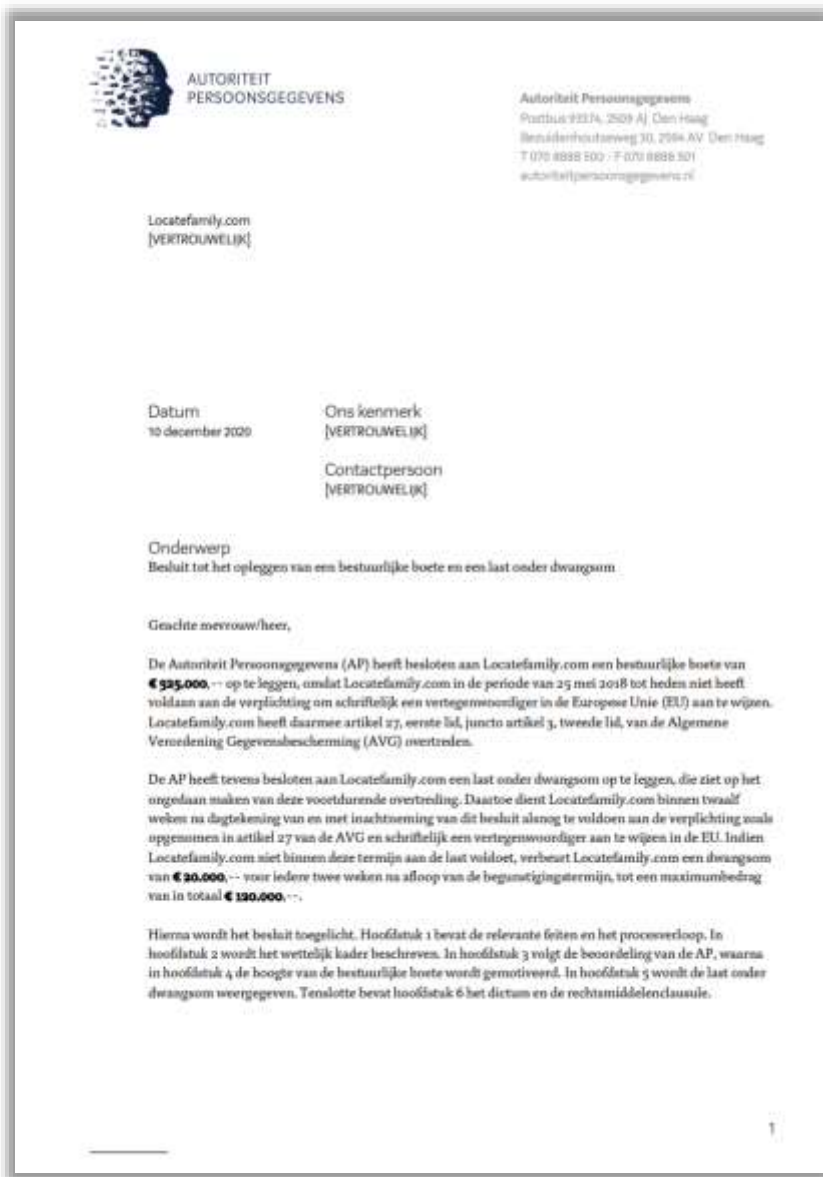 AUTORITEIT
PERSOONSGEGEVENS
Autoriteit Persoonsgegevens
Postbus 93374, 2509 AJ Den Haag
Bezuidenhoutseweg 30, 2594 AV Den Haag
T 070 8888 500 - F 070 8888 501
autoriteitpersoonsgegevens.nl
Locatefamily.com
[VERTROUWELIJK]
Datum
10 december 2020
Ons kenmerk
[VERTROUWELIJK]
Contactpersoon
[VERTROUWELIJK]
Onderwerp
Besluit tot het opleggen van een bestuurlijke boete en een last onder dwangsom
Geachte mevrouw/heer,
De Autoriteit Persoonsgegevens (AP) heeft besloten aan Locatefamily.com een bestuurlijke boete van
€ 525.000,-- op te leggen, omdat Locatefamily.com in de periode van 25 mei 2018 tot heden niet heeft
voldaan aan de verplichting om schriftelijk een vertegenwoordiger in de Europese Unie (EU) aan te wijzen.
Locatefamily.com heeft daarmee artikel 27, eerste lid, juncto artikel 3, tweede lid, van de Algemene
Verordening Gegevensbescherming (AVG) overtreden.
De AP heeft tevens besloten aan Locatefamily.com een last onder dwangsom op te leggen, die ziet op het
ongedaan maken van deze voortdurende overtreding. Daartoe dient Locatefamily.com binnen twaalf
weken na dagtekening van en met inachtneming van dit besluit alsnog te voldoen aan de verplichting zoals
opgenomen in artikel 27 van de AVG en schriftelijk een vertegenwoordiger aan te wijzen in de EU. Indien
Locatefamily.com niet binnen deze termijn aan de last voldoet, verbeurt Locatefamily.com een dwangsom
van € 20.000,-- voor iedere twee weken na afloop van de begunstigingstermijn, tot een maximumbedrag
van in totaal € 120.000,--.
Hierna wordt het besluit toegelicht. Hoofdstuk 1 bevat de relevante feiten en het procesverloop. In
hoofdstuk 2 wordt het wettelijk kader beschreven. In hoofdstuk 3 volgt de beoordeling van de AP, waarna
in hoofdstuk 4 de hoogte van de bestuurlijke boete wordt gemotiveerd. In hoofdstuk 5 wordt de last onder
dwangsom weergegeven. Tenslotte bevat hoofdstuk 6 het dictum en de rechtsmiddelenclausule.
1